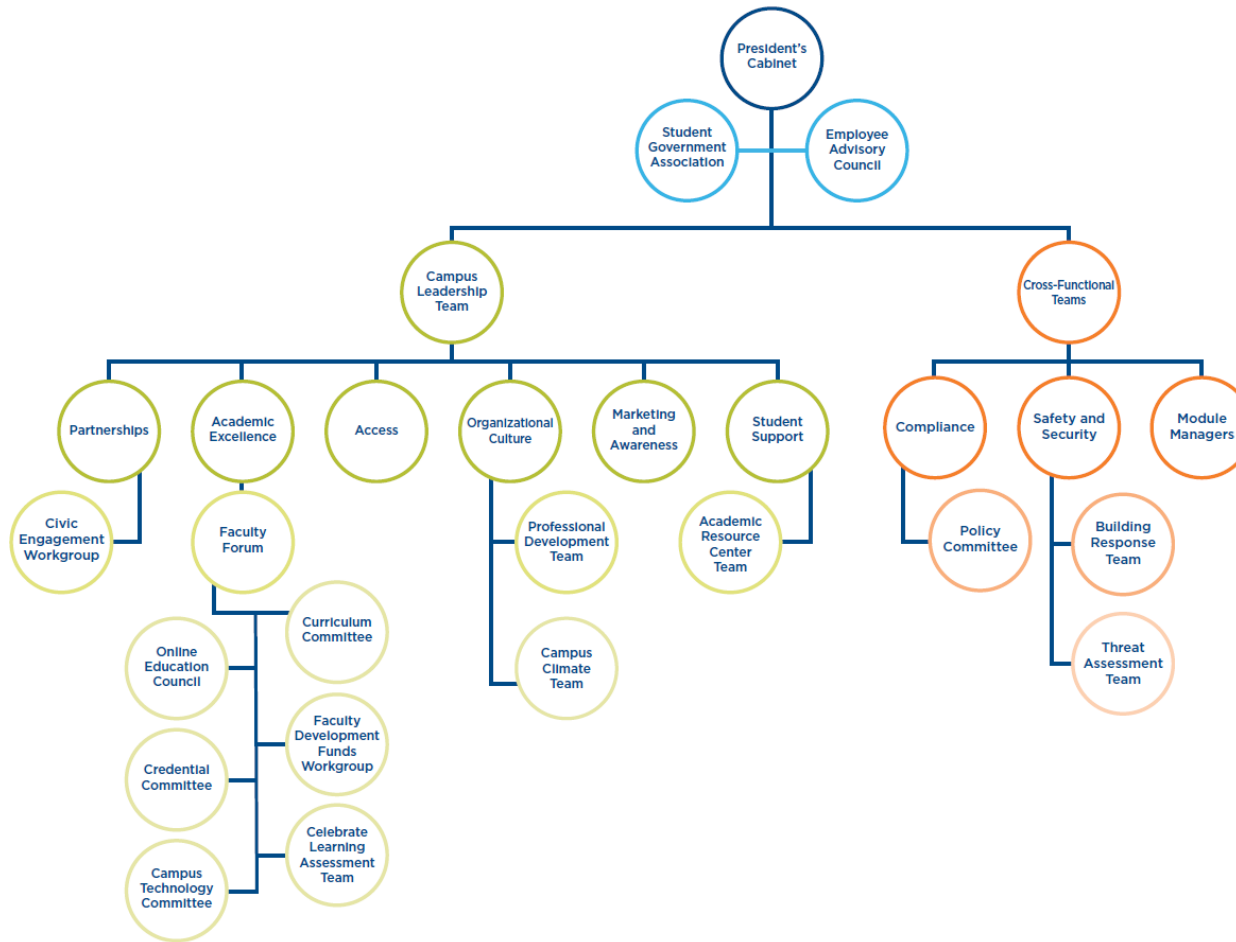 President's
Cabinet
Student
Government
Association
Employee
Advisory
Council
Campus
Leadership
Team
Cross-Functional
Teams
Partnerships
Academic
Excellence
Access
Organizational
Culture
Marketing
and
Awareness
Student
Support
Compliance
Safety and
Security
Module
Managers
Civic
Engagement
Workgroup
Faculty
Forum
Professional
Development
Team
Academic
Resource
Center
Team
Policy
Committee
Building
Response
Team
Curriculum
Committee
Online
Education
Council
Campus
Climate
Team
Threat
Assessment
Team
Faculty
Development
Funds
Workgroup
Credential
Committee
Celebrate
Learning
Assessment
Team
Campus
Technology
Committee